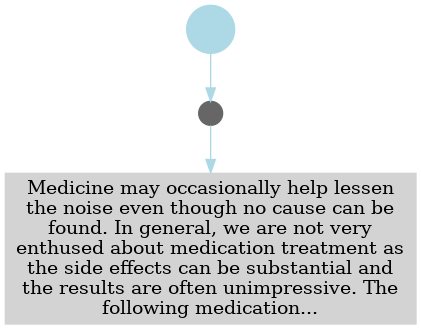 Medicine may occasionally help lessen
the noise even though no cause can be
found. In general, we are not very
enthused about medication treatment as
the side effects can be substantial and
the results are often unimpressive. The
following medication...